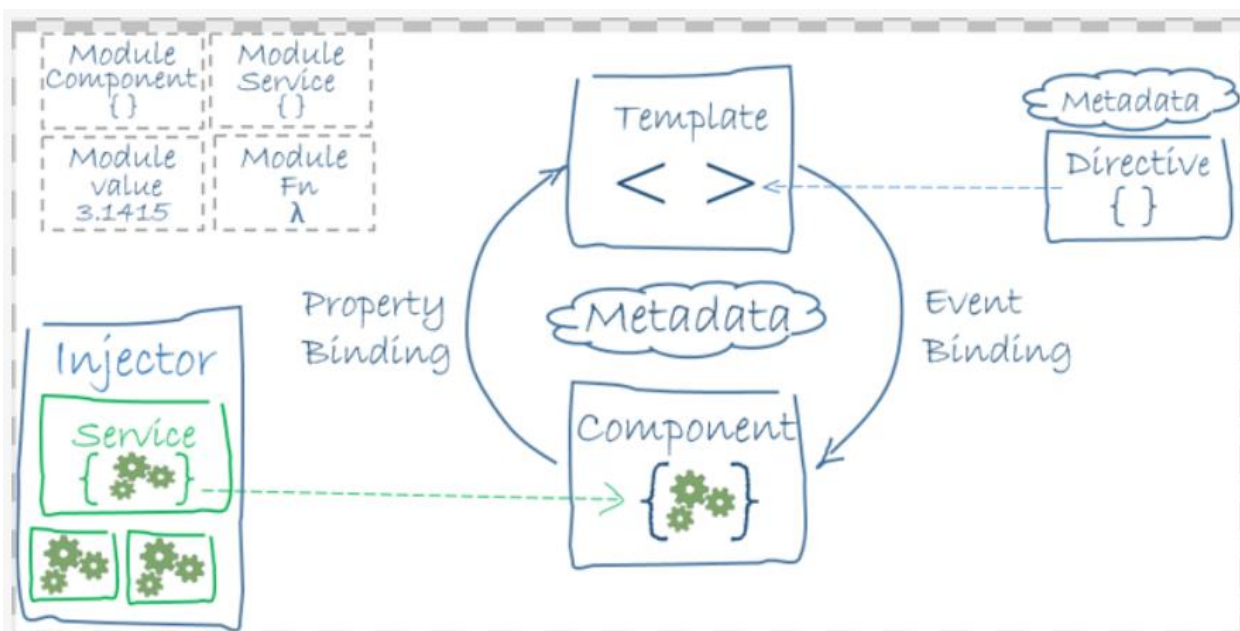 Module
Component
{ }
Module
Service
{ }
Module
value
3.1415
Module
Fn
λ
Template
< >
Metadata
Directive
{ }
Property
Binding
Metadata
Event
Binding
Injector
Service
{ }
Component
{ }